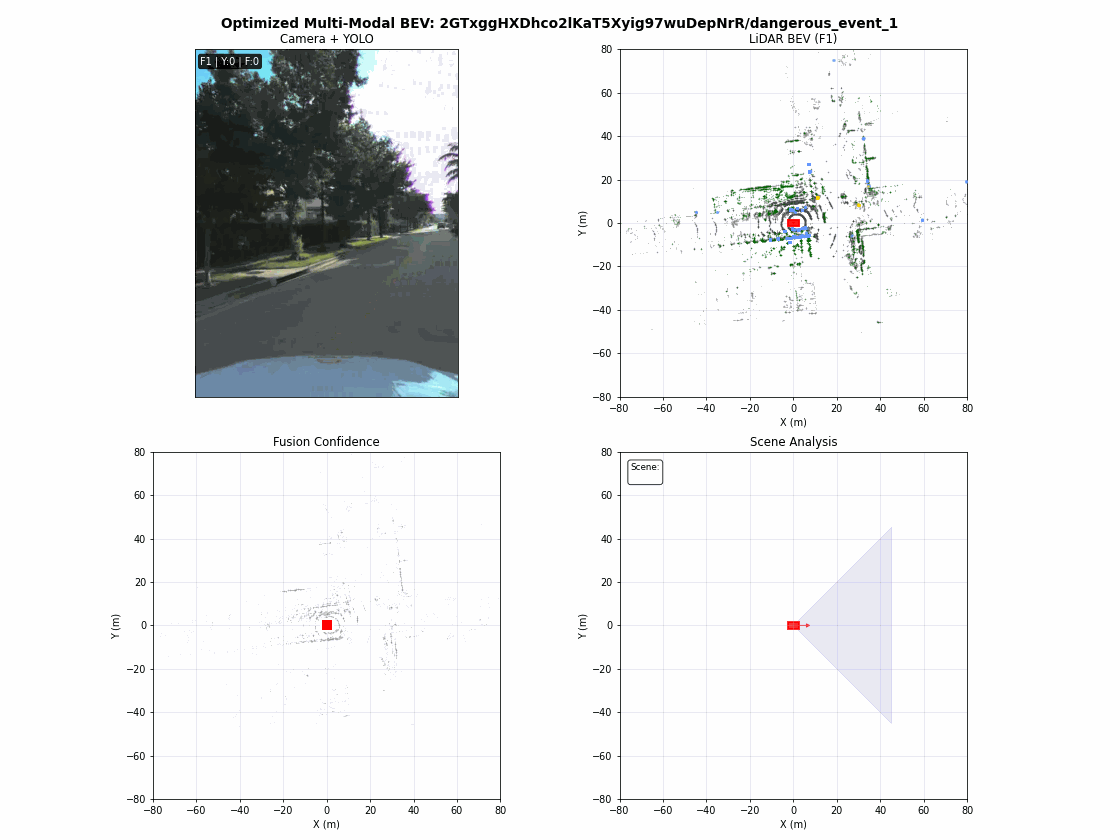 Optimized Multi-Modal BEV: 2GTxggHXDhco2lKaT5Xyig97wuDepNrR/dangerous_event_1
Camera + YOLO
F1 | Y:0 | F:0
LiDAR BEV (F1)
80
60
40
20
0
−20
−40
−60
−80
Y (m)
−80 −60 −40 −20 0 20 40 60 80
X (m)
Fusion Confidence
80
60
40
20
0
−20
−40
−60
−80
Y (m)
−80 −60 −40 −20 0 20 40 60 80
X (m)
Scene Analysis
Scene:
80
60
40
20
0
−20
−40
−60
−80
Y (m)
−80 −60 −40 −20 0 20 40 60 80
X (m)